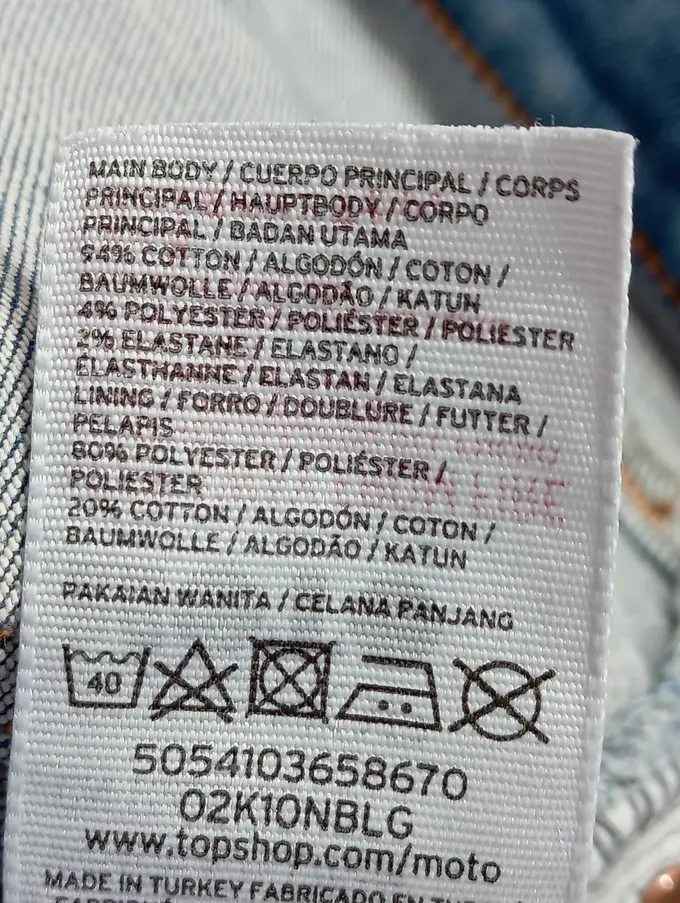 MAIN BODY / CUERPO PRINCIPAL / CORPS
PRINCIPAL / HAUPTBODY / CORPO
PRINCIPAL / BADAN UTAMA
94% COTTON / ALGODÓN / COTON /
BAUMWOLLE / ALGODÃO / KATUN
4% POLYESTER / POLIÉSTER / POLIESTER
2% ELASTANE / ELASTANO /
ÉLASTHANNE / ELASTAN / ELASTANA
LINING / FORRO / DOUBLURE / FUTTER /
PELAPIS
80% POLYESTER / POLIÉSTER /
POLIESTER
20% COTTON / ALGODÓN / COTON /
BAUMWOLLE / ALGODÃO / KATUN
PAKAIAN WANITA / CELANA PANJANG
40
5054103658670
02K10NBLG
www.topshop.com/moto
MADE IN TURKEY FABRICADO EN